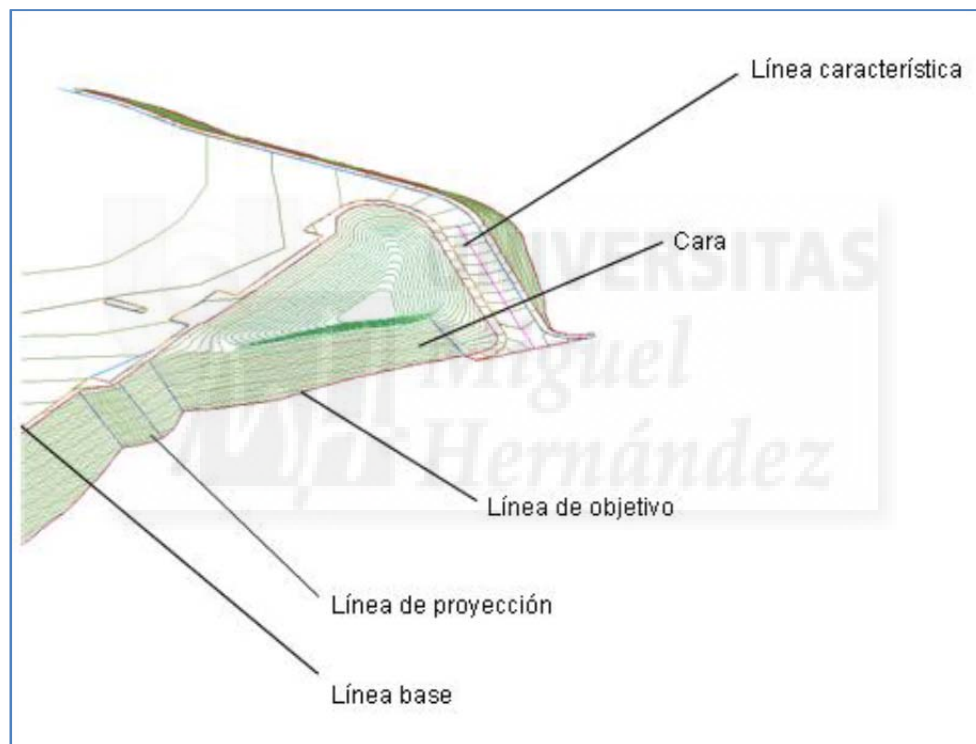 Línea característica
Cara
UNIVERSITAS
Miguel
Hernández
Línea de objetivo
Línea de proyección
Línea base